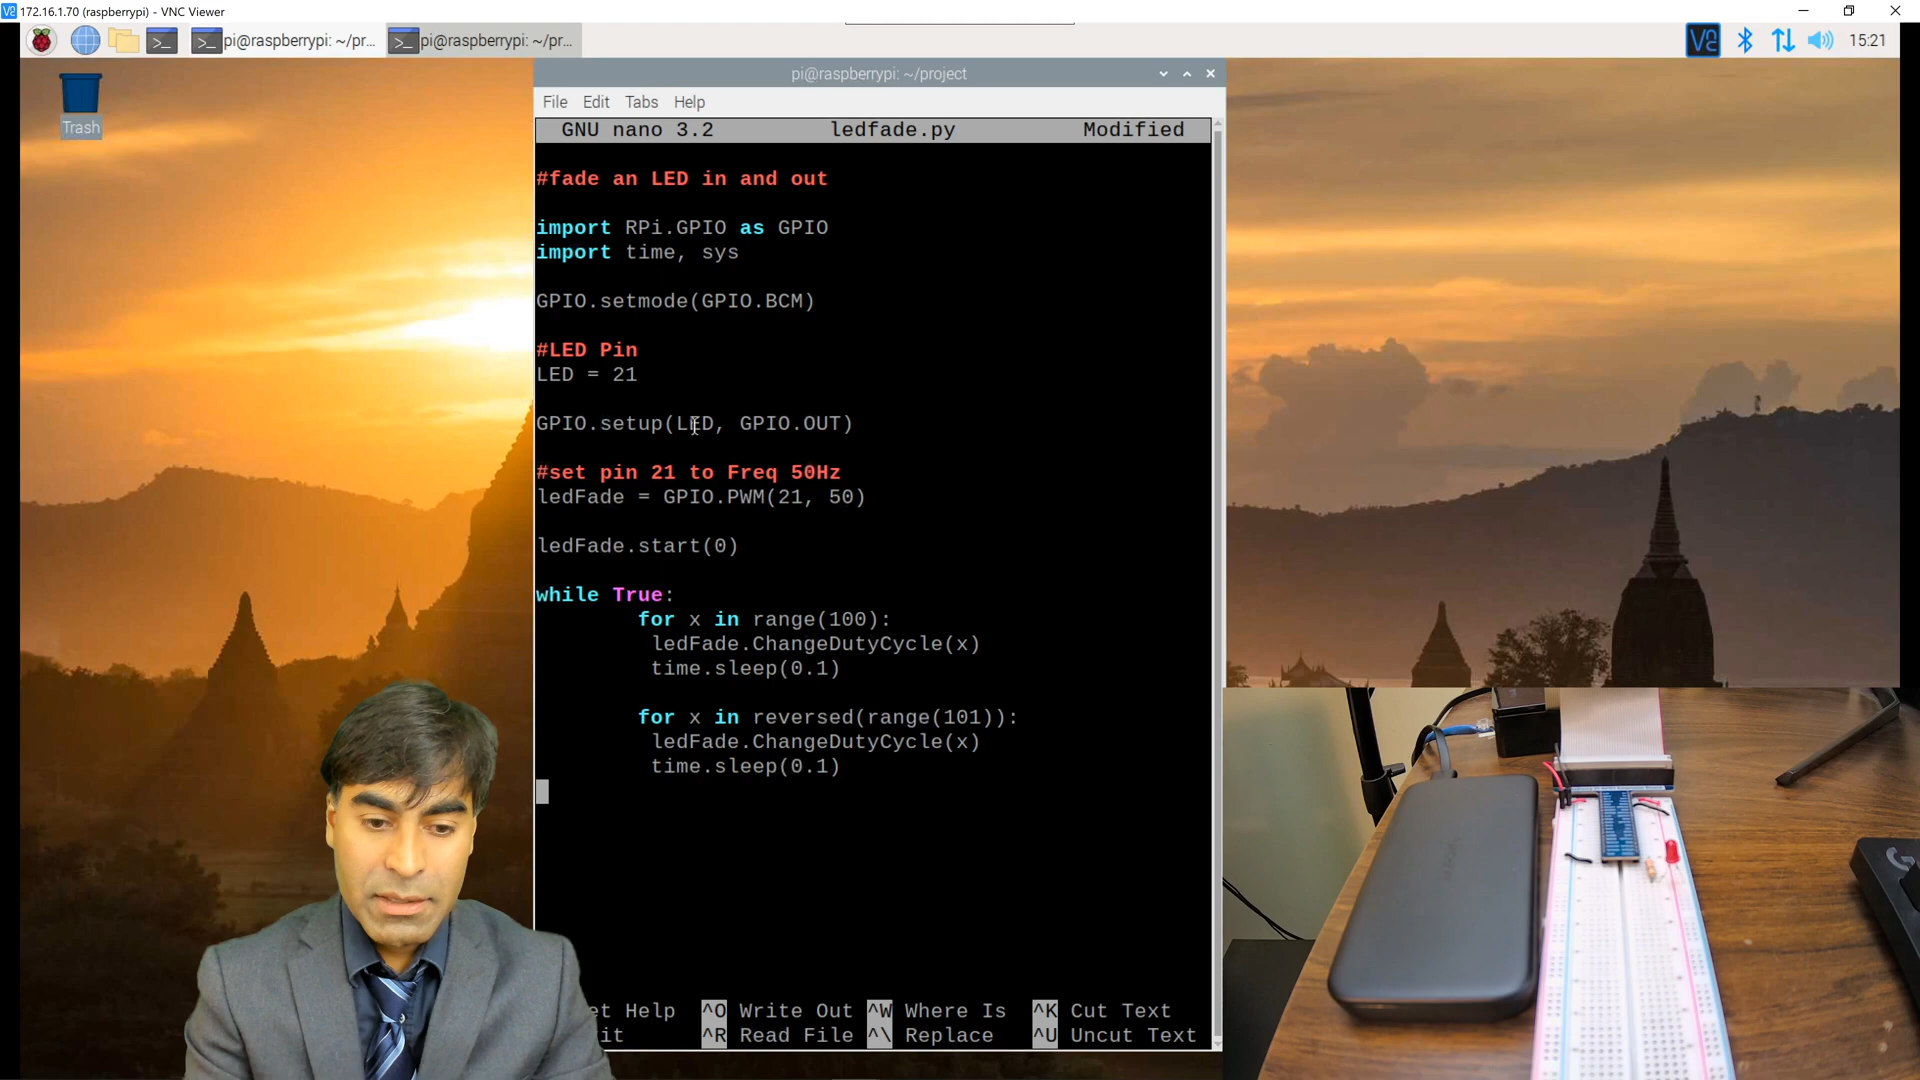 172.16.1.70 (raspberrypi) - VNC Viewer
pi@raspberrypi: ~/pr...
pi@raspberrypi: ~/pr...
15:21
Trash
pi@raspberrypi: ~/project
File Edit Tabs Help
GNU nano 3.2 ledfade.py Modified
#fade an LED in and out
import RPi.GPIO as GPIO
import time, sys
GPIO.setmode(GPIO.BCM)
#LED Pin
LED = 21
GPIO.setup(LED, GPIO.OUT)
#set pin 21 to Freq 50Hz
ledFade = GPIO.PWM(21, 50)
ledFade.start(0)
while True:
for x in range(100):
ledFade.ChangeDutyCycle(x)
time.sleep(0.1)
for x in reversed(range(101)):
ledFade.ChangeDutyCycle(x)
time.sleep(0.1)
et Help ^O Write Out ^W Where Is ^K Cut Text
it ^R Read File ^\ Replace ^U Uncut Text